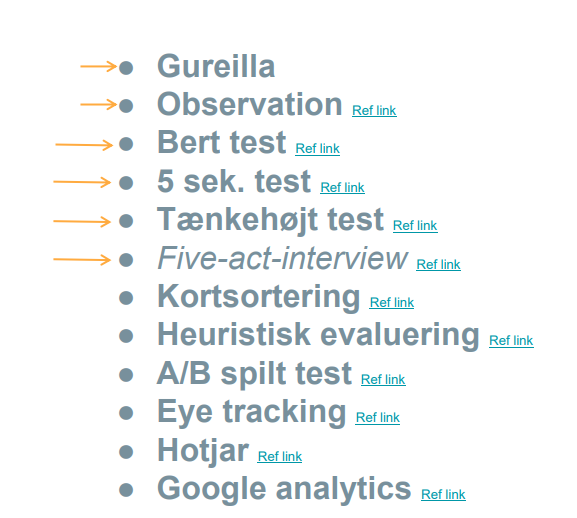 Gureilla
Observation Ref link
Bert test Ref link
5 sek. test Ref link
Tænkehøjt test Ref link
Five-act-interview Ref link
Kortsortering Ref link
Heuristisk evaluering Ref link
A/B spilt test Ref link
Eye tracking Ref link
Hotjar Ref link
Google analytics Ref link